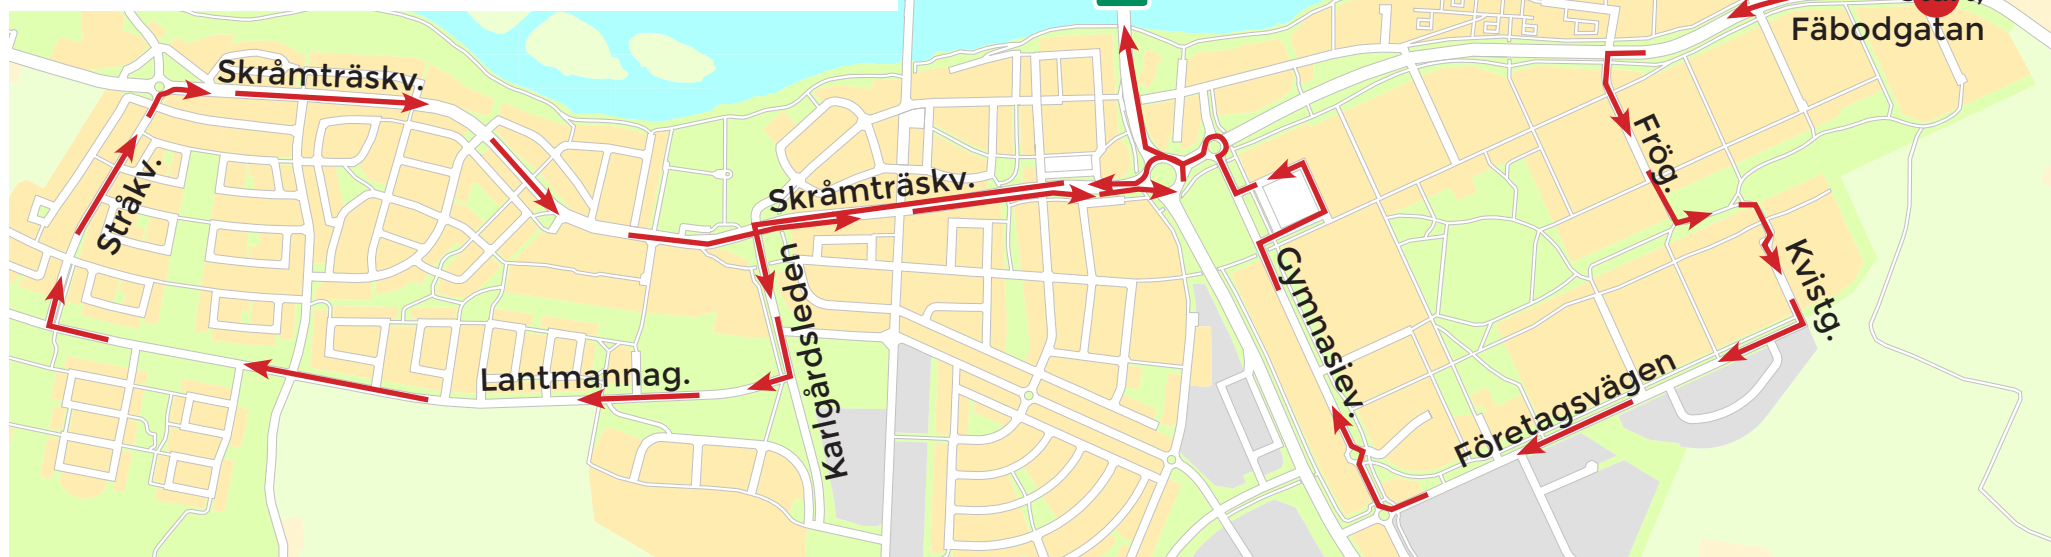 Fäbodgatan
Skråmträskv.
Stråkv.
Skråmträskv.
Frög.
Karlgårdsleden
Gymnasiev.
Kvistg.
Lantmannag.
Företagsvägen